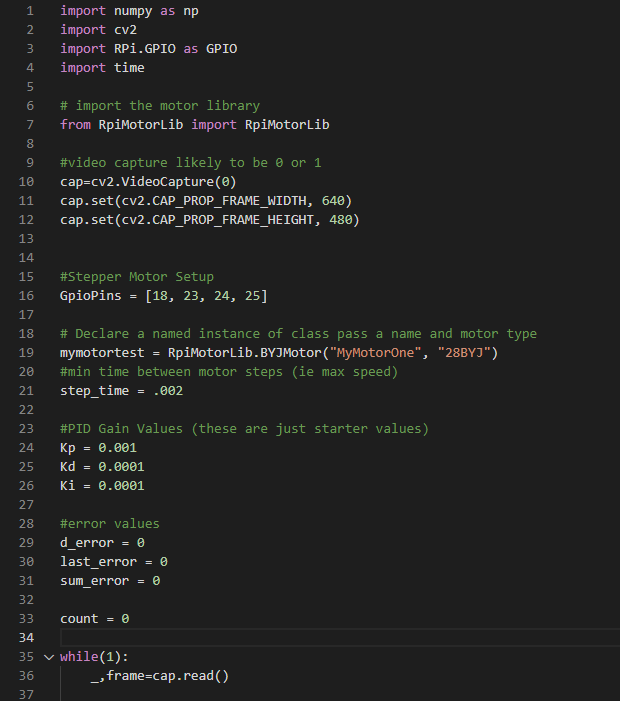 1 import numpy as np
2 import cv2
3 import RPi.GPIO as GPIO
4 import time
5
6 # import the motor library
7 from RpiMotorLib import RpiMotorLib
8
9 #video capture likely to be 0 or 1
10 cap=cv2.VideoCapture(0)
11 cap.set(cv2.CAP_PROP_FRAME_WIDTH, 640)
12 cap.set(cv2.CAP_PROP_FRAME_HEIGHT, 480)
13
14
15 #Stepper Motor Setup
16 GpioPins = [18, 23, 24, 25]
17
18 # Declare a named instance of class pass a name and motor type
19 mymotortest = RpiMotorLib.BYJMotor("MyMotorOne", "28BYJ")
20 #min time between motor steps (ie max speed)
21 step_time = .002
22
23 #PID Gain Values (these are just starter values)
24 Kp = 0.001
25 Kd = 0.0001
26 Ki = 0.0001
27
28 #error values
29 d_error = 0
30 last_error = 0
31 sum_error = 0
32
33 count = 0
34
35 while(1):
36     _,frame=cap.read()
37